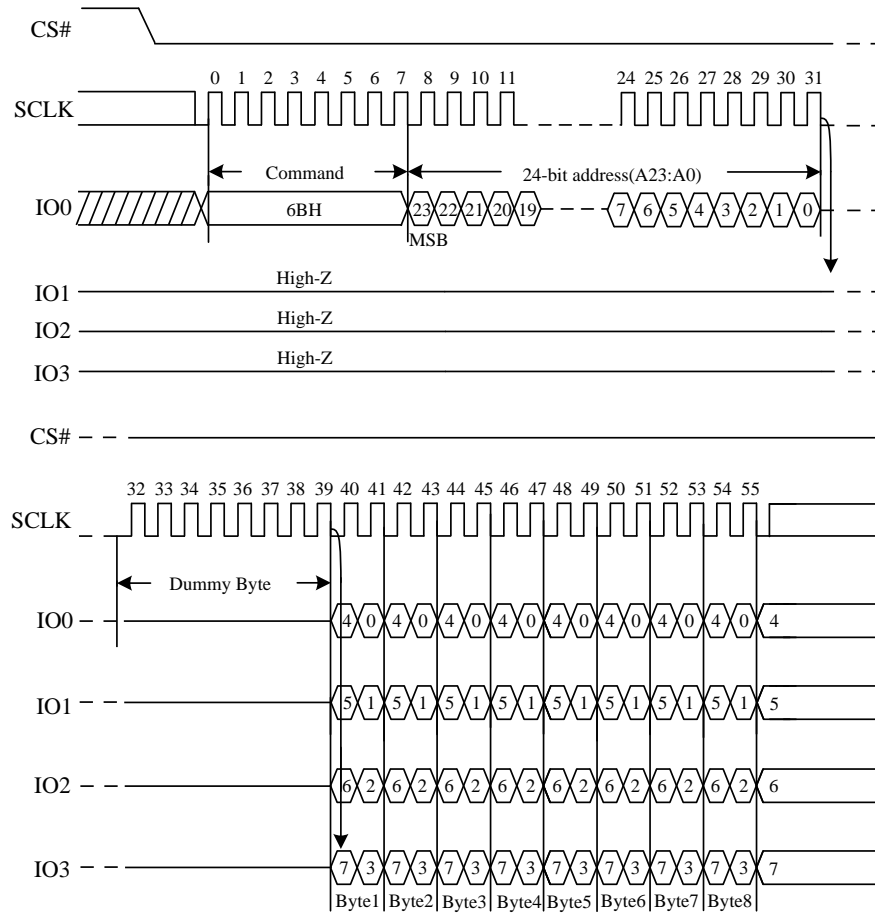 CS#
0 1 2 3 4 5 6 7 8 9 10 11 24 25 26 27 28 29 30 31
SCLK
Command 24-bit address(A23:A0)
IO0 6BH 23 22 21 20 19 7 6 5 4 3 2 1 0
MSB
High-Z
IO1
High-Z
IO2
High-Z
IO3
CS#
32 33 34 35 36 37 38 39 40 41 42 43 44 45 46 47 48 49 50 51 52 53 54 55
SCLK
Dummy Byte
IO0 4 0 4 0 4 0 4 0 4 0 4 0 4 0 4 0 4
IO1 5 1 5 1 5 1 5 1 5 1 5 1 5 1 5 1 5
IO2 6 2 6 2 6 2 6 2 6 2 6 2 6 2 6 2 6
IO3 7 3 7 3 7 3 7 3 7 3 7 3 7 3 7 3 7
Byte1 Byte2 Byte3 Byte4 Byte5 Byte6 Byte7 Byte8